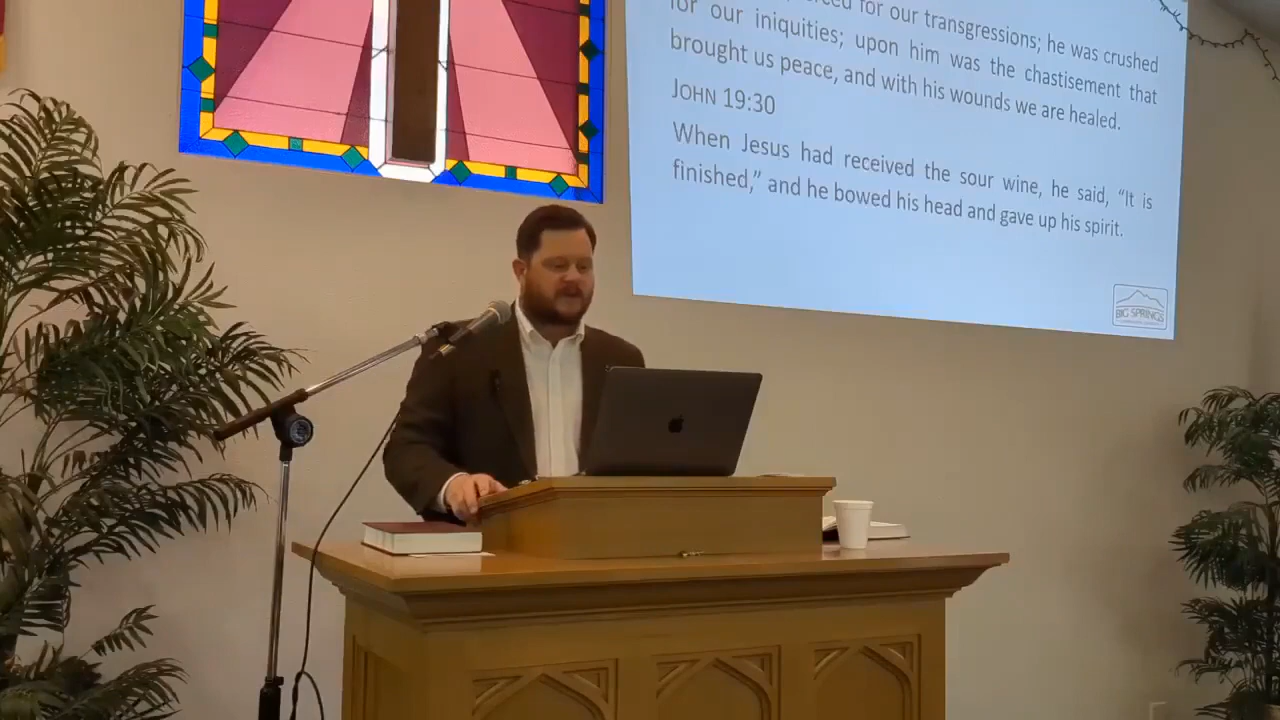 for our transgressions; he was crushed
for our iniquities; upon him was the chastisement that
brought us peace, and with his wounds we are healed.
JOHN 19:30
When Jesus had received the sour wine, he said, “It is
finished,” and he bowed his head and gave up his spirit.
BIG SPRINGS